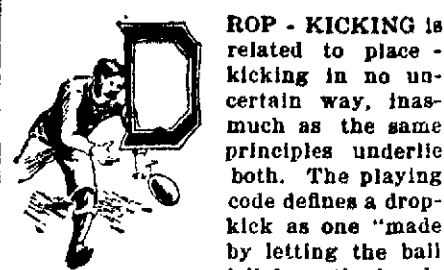 DROP - KICKING is
related to place -
kicking in no un-
certain way, inas-
much as the same
principles underlie
both. The playing
code defines a drop-
kick as one "made
by letting the ball